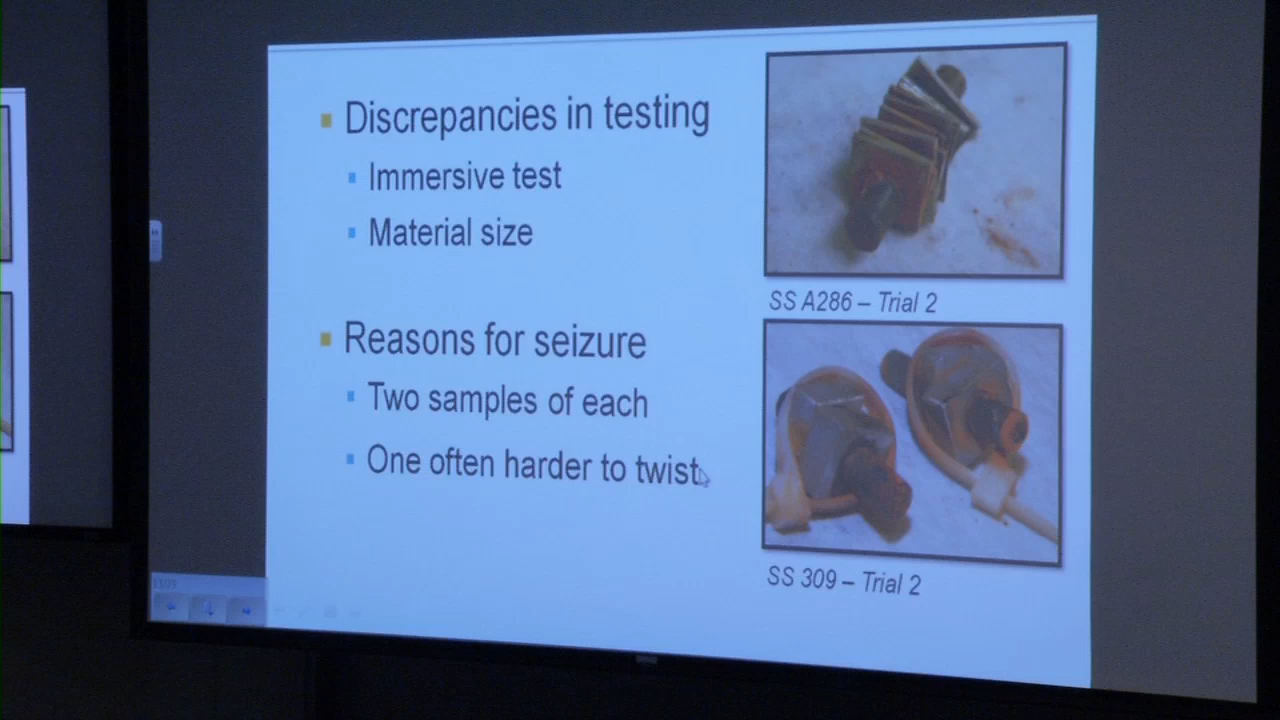 Discrepancies in testing
Immersive test
Material size
Reasons for seizure
Two samples of each
One often harder to twist
SS A286 – Trial 2
SS 309 – Trial 2